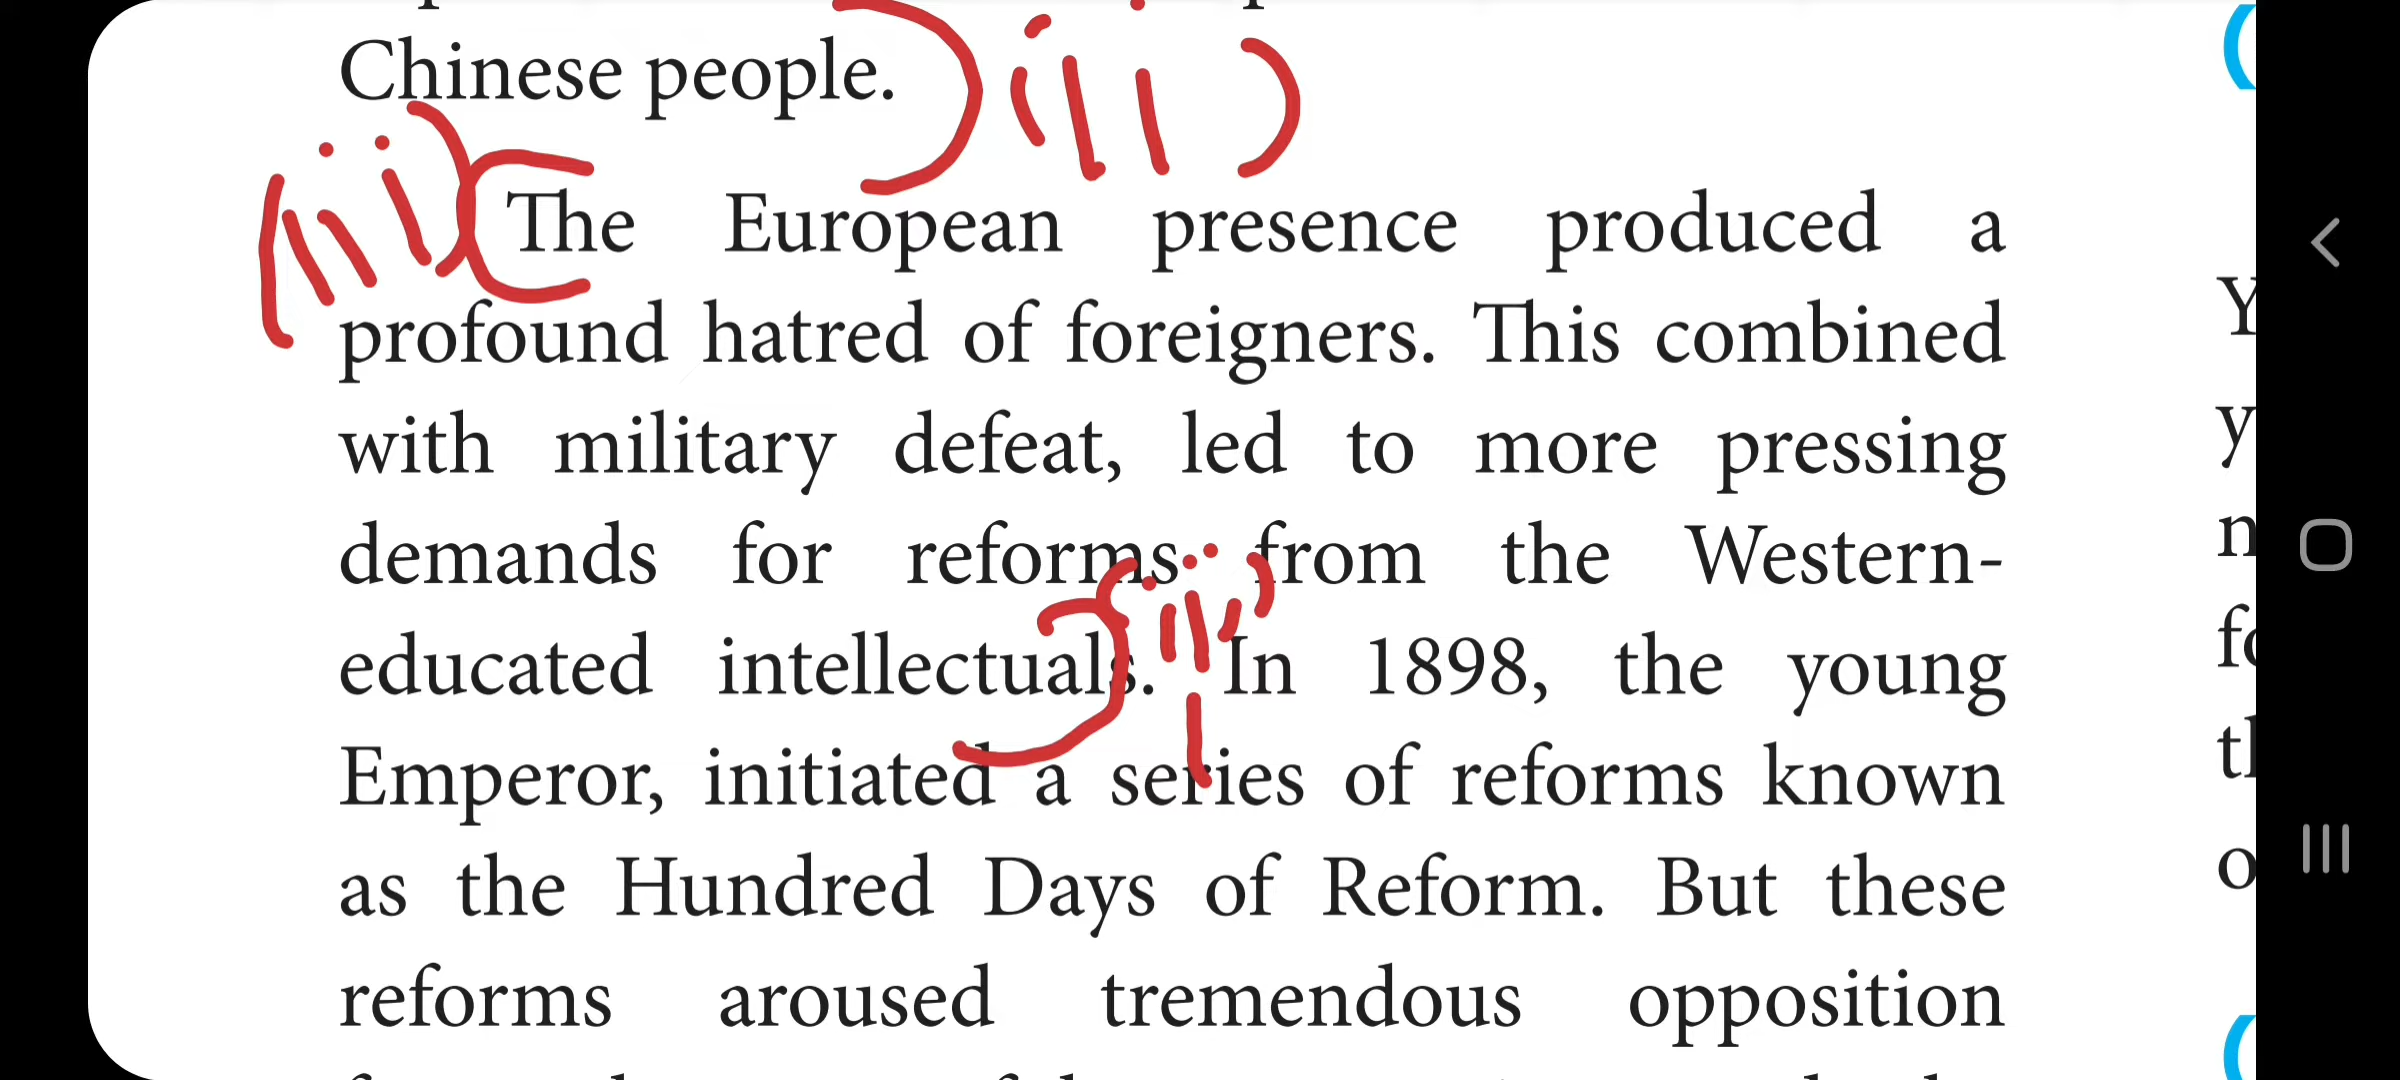 Chinese people. ii)
(iii) The European presence produced a
profound hatred of foreigners. This combined
with military defeat, led to more pressing
demands for reforms from the Western-
educated intellectuals. (iii) In 1898, the young
Emperor, initiated a series of reforms known
as the Hundred Days of Reform. But these
reforms aroused tremendous opposition